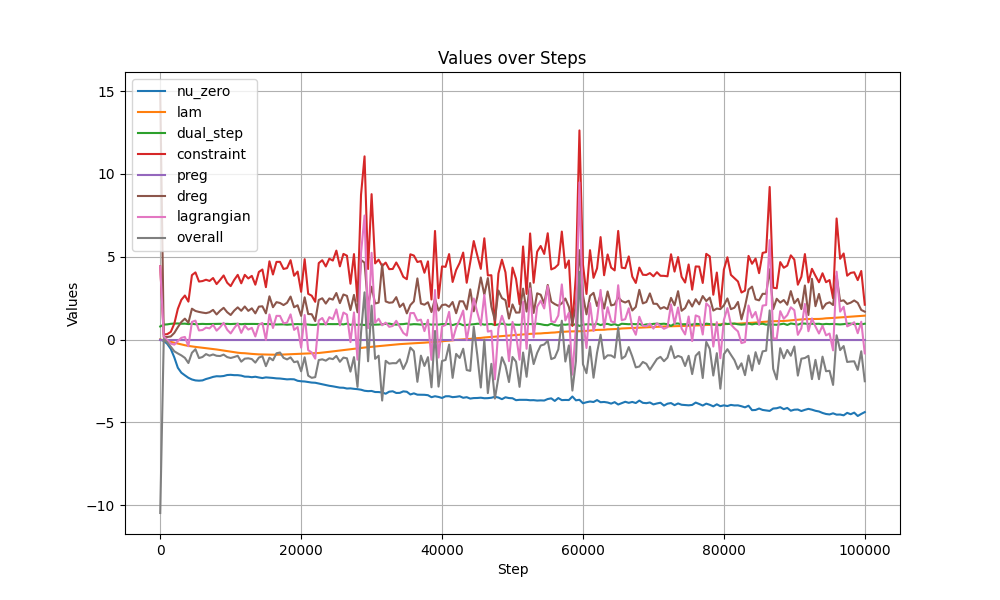 Values over Steps
Values
15
10
5
0
−5
−10
nu_zero
lam
dual_step
constraint
preg
dreg
lagrangian
overall
0
20000
40000
60000
80000
100000
Step